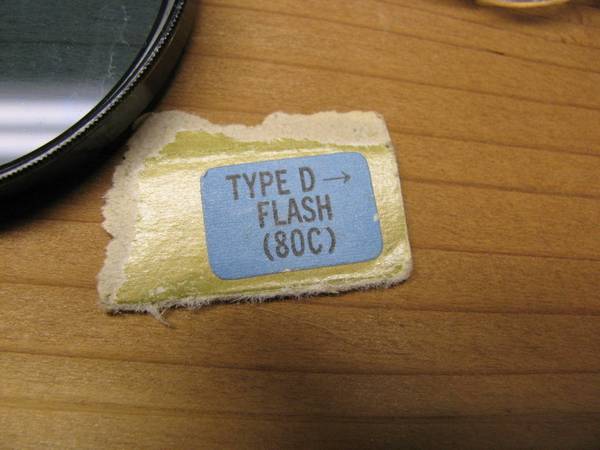 TYPE D →
FLASH
(80C)